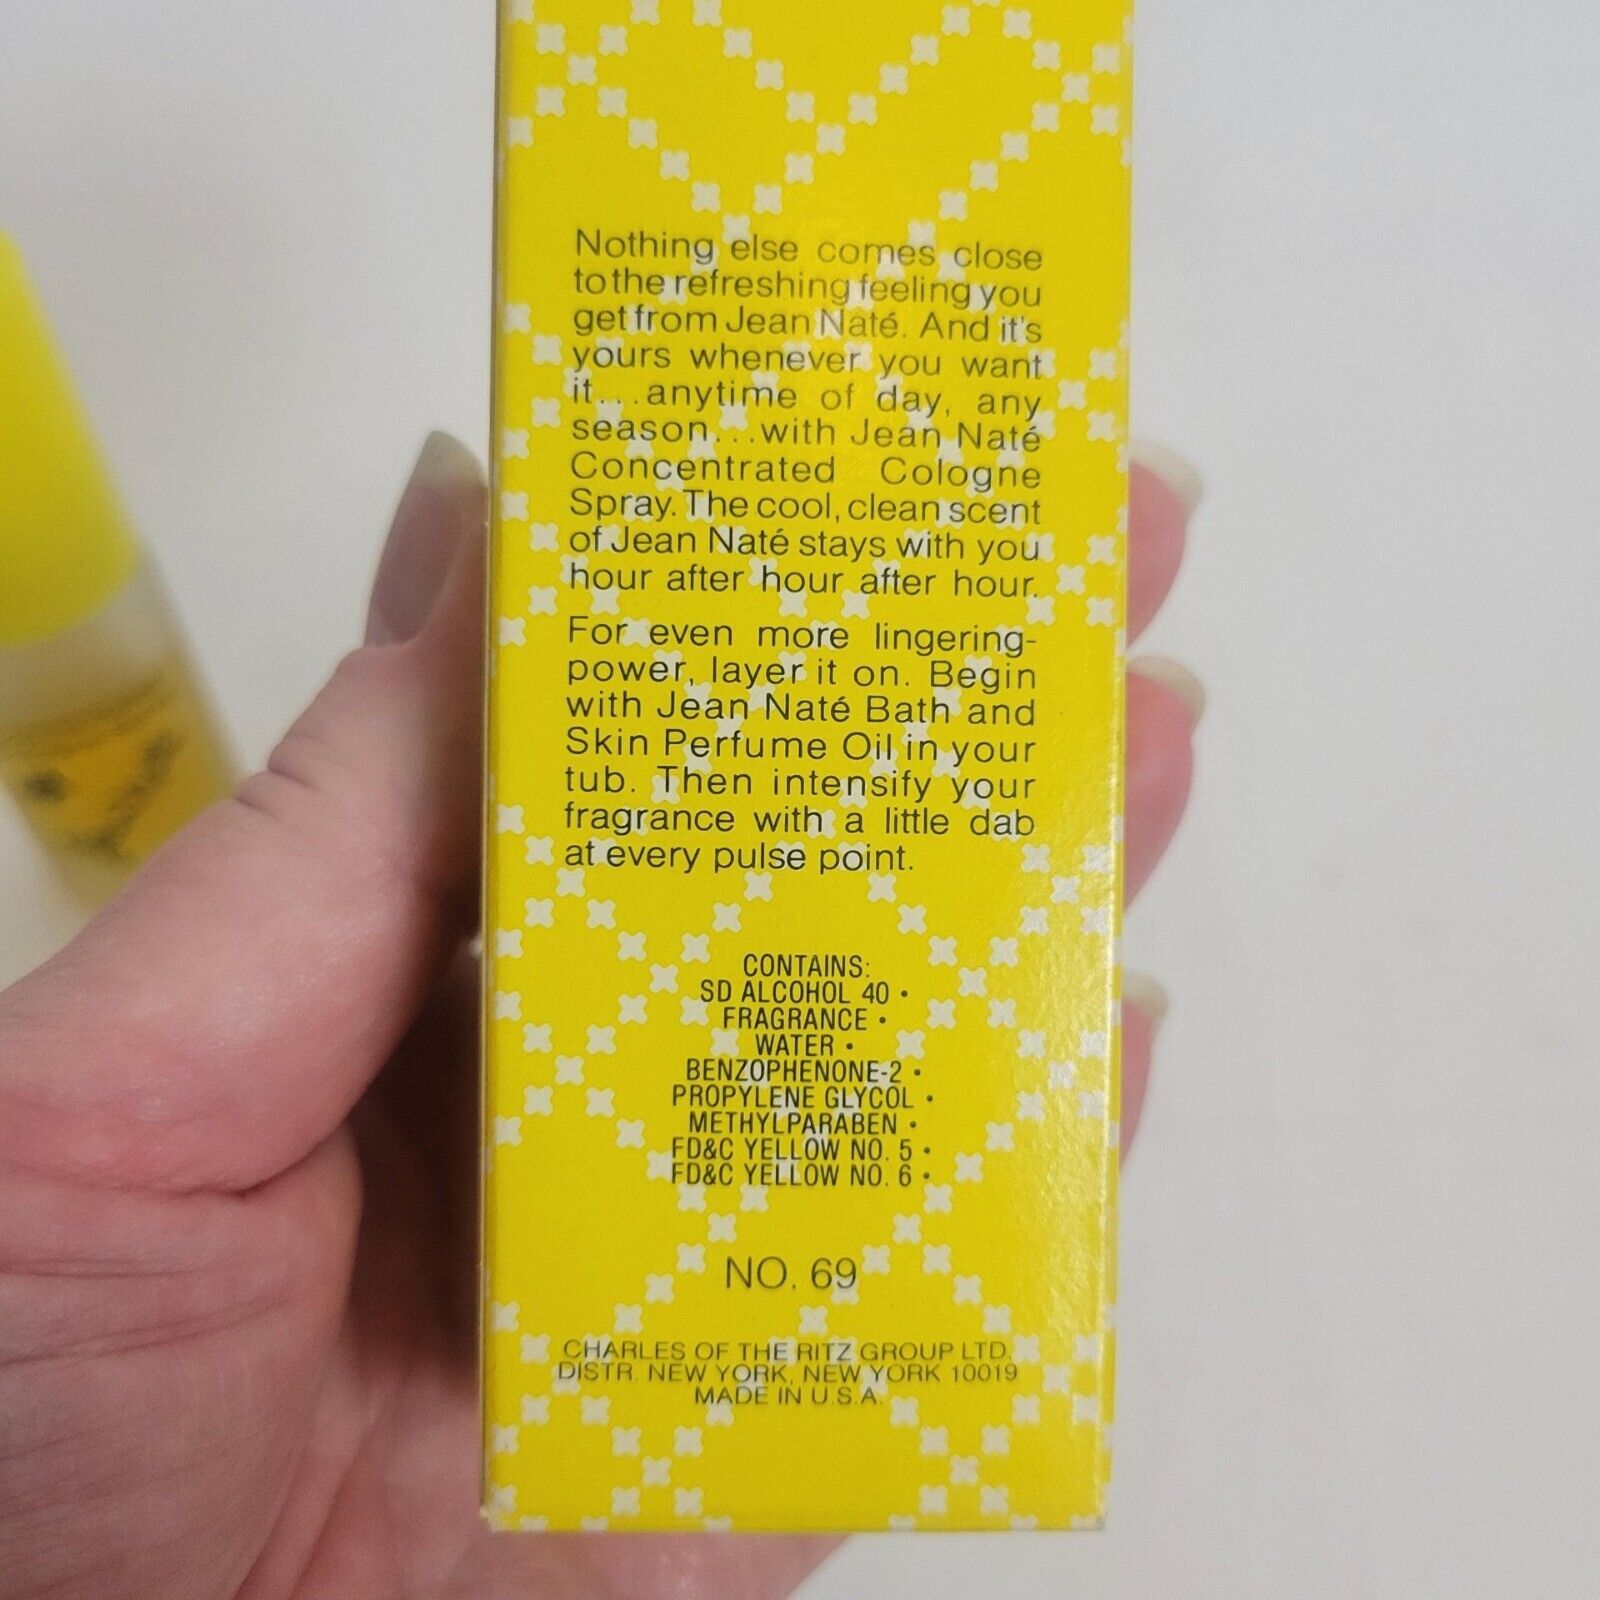 Nothing else comes close
to the refreshing feeling you
get from Jean Naté. And it's
yours whenever you want
it...anytime of day, any
season...with Jean Naté
Concentrated Cologne
Spray. The cool, clean scent
of Jean Naté stays with you
hour after hour after hour.
For even more lingering-
power, layer it on. Begin
with Jean Naté Bath and
Skin Perfume Oil in your
tub. Then intensify your
fragrance with a little dab
at every pulse point.
CONTAINS:
SD ALCOHOL 40 •
FRAGRANCE •
WATER •
BENZOPHENONE-2 •
PROPYLENE GLYCOL •
METHYLPARABEN •
FD&C YELLOW NO. 5 •
FD&C YELLOW NO. 6 •
NO. 69
CHARLES OF THE RITZ GROUP LTD.
DISTR. NEW YORK, NEW YORK 10019
MADE IN U.S.A.